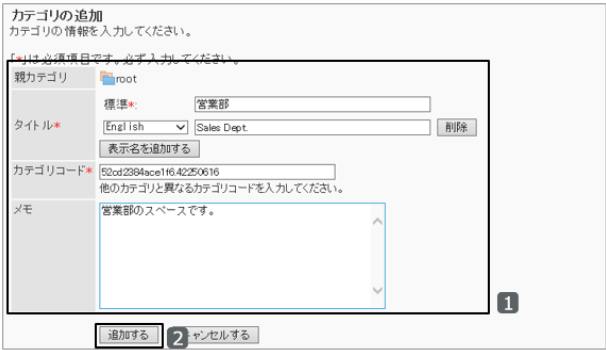 カテゴリの追加
カテゴリの情報を入力してください。
「*」は必須項目です。必ず入力してください。
親カテゴリ root
標準*: 営業部
タイトル* English Sales Dept. 削除
表示名を追加する
カテゴリコード* 52cd2384ace1f6.42250616
他のカテゴリと異なるカテゴリコードを入力してください。
メモ 営業部のスペースです。
1
追加する 2 キャンセルする